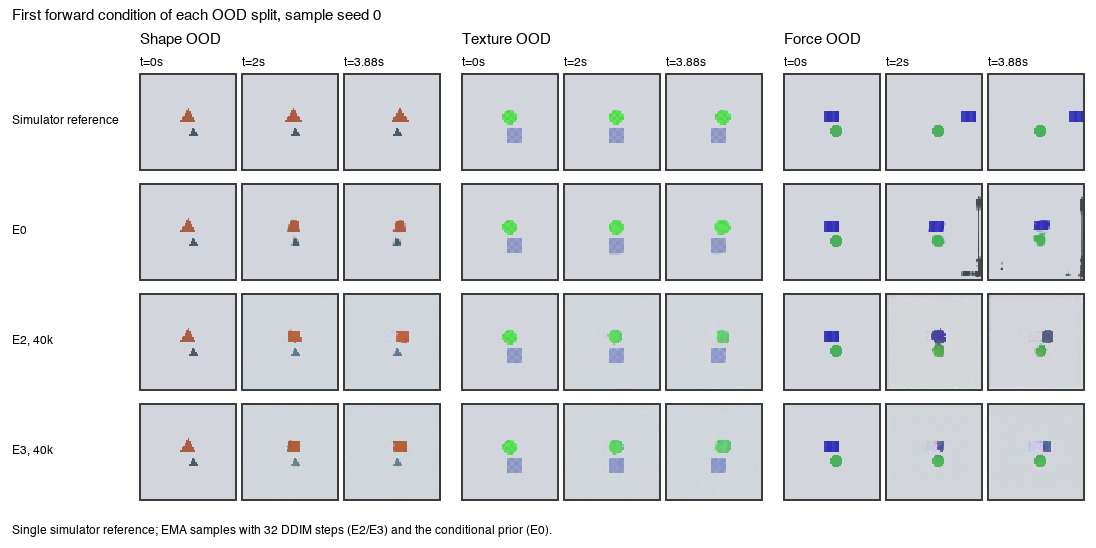 First forward condition of each OOD split, sample seed 0
Shape OOD Texture OOD Force OOD
t=0s t=2s t=3.88s t=0s t=2s t=3.88s t=0s t=2s t=3.88s
Simulator reference
E0
E2, 40k
E3, 40k
Single simulator reference; EMA samples with 32 DDIM steps (E2/E3) and the conditional prior (E0).